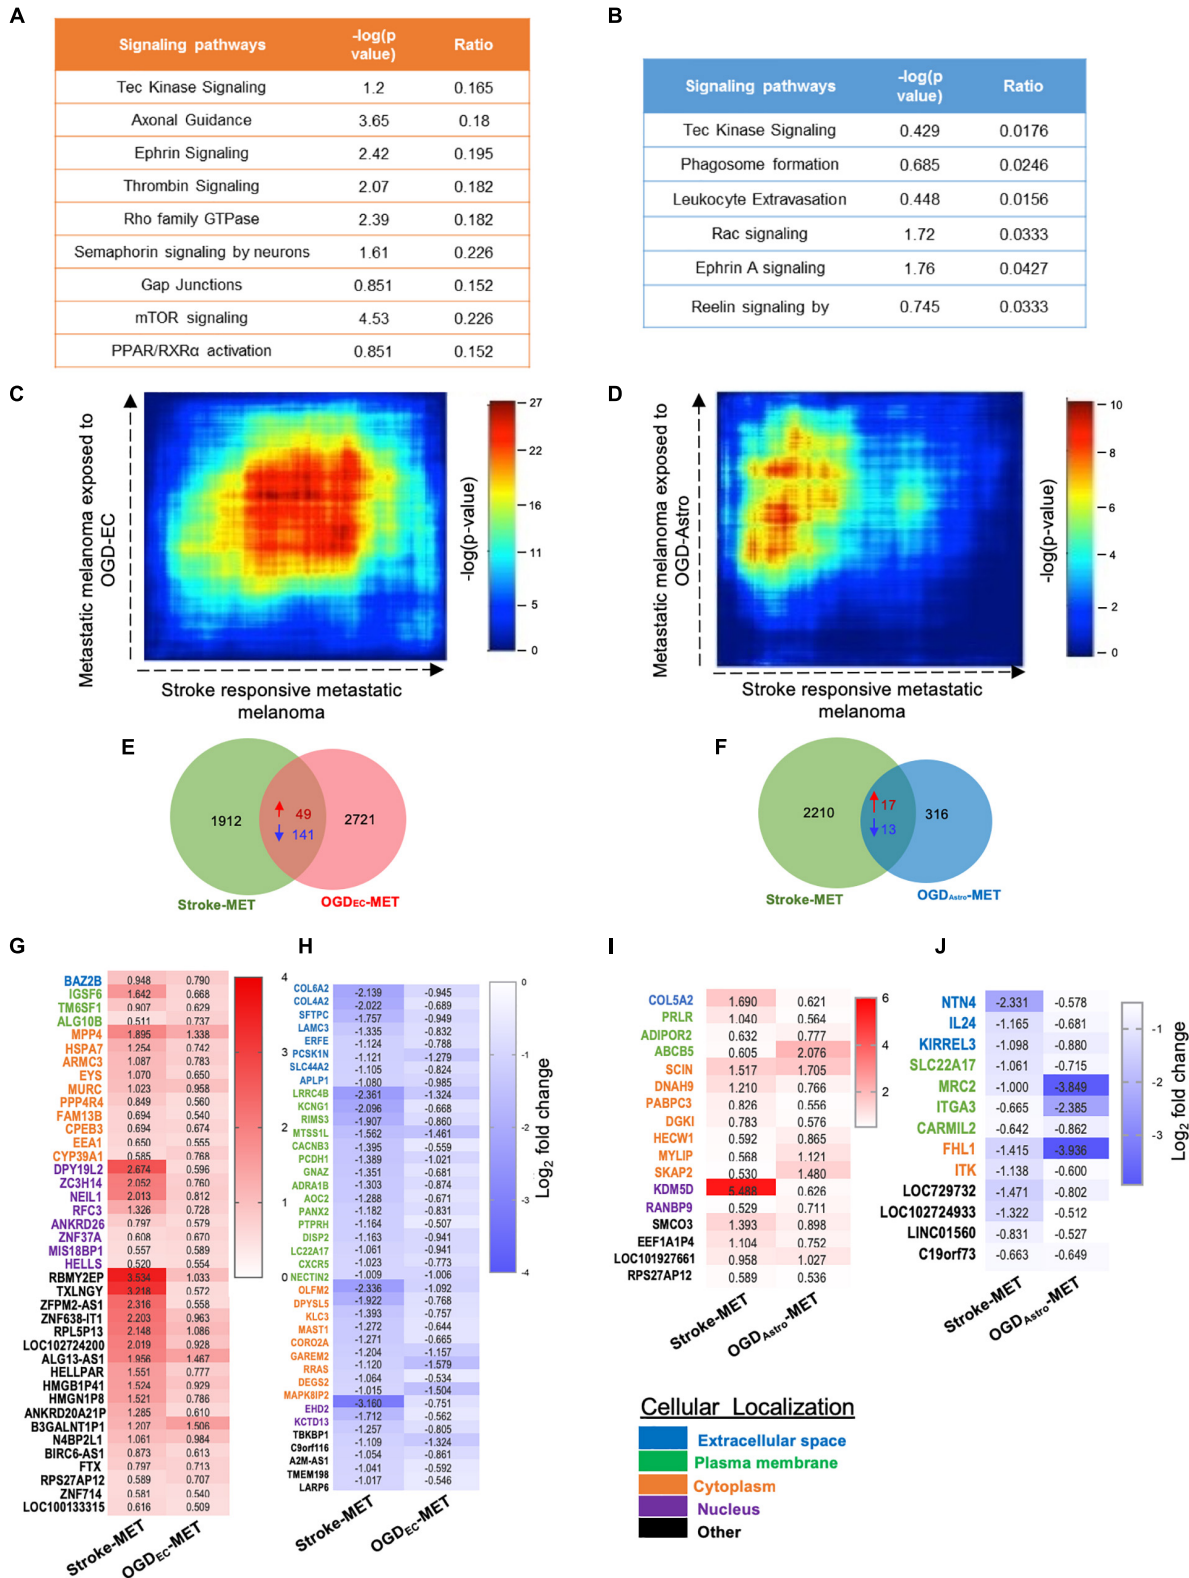 A
Signaling pathways -log(p value) Ratio
Tec Kinase Signaling 1.2 0.165
Axonal Guidance 3.65 0.18
Ephrin Signaling 2.42 0.195
Thrombin Signaling 2.07 0.182
Rho family GTPase 2.39 0.182
Semaphorin signaling by neurons 1.61 0.226
Gap Junctions 0.851 0.152
mTOR signaling 4.53 0.226
PPAR/RXRα activation 0.851 0.152
B
Signaling pathways -log(p value) Ratio
Tec Kinase Signaling 0.429 0.0176
Phagosome formation 0.685 0.0246
Leukocyte Extravasation 0.448 0.0156
Rac signaling 1.72 0.0333
Ephrin A signaling 1.76 0.0427
Reelin signaling by 0.745 0.0333
C
Metastatic melanoma exposed to
OGD-EC
Stroke responsive metastatic
melanoma
27
22
16
11
5
0
-log(p-value)
D
Metastatic melanoma exposed to
OGD-Astro
Stroke responsive metastatic
melanoma
10
8
6
4
2
0
-log(p-value)
E
1912
49
141
2721
Stroke-MET
OGDEC-MET
F
2210
17
13
316
Stroke-MET
OGDAstro-MET
G
BAZ2B 0.948 0.790
IGSF6 1.642 0.668
TM6SF1 0.907 0.629
ALG10B 0.511 0.737
MPP4 1.895 1.338
HSPA7 1.254 0.742
ARMC3 1.087 0.783
EYS 1.070 0.650
MURC 1.023 0.958
PPP4R4 0.849 0.560
FAM13B 0.694 0.540
CPEB3 0.694 0.674
EEA1 0.650 0.555
CYP39A1 0.585 0.768
DPY19L2 2.674 0.596
ZC3H14 2.052 0.760
NEIL1 2.013 0.812
RFC3 1.326 0.728
ANKRD26 0.797 0.579
ZNF37A 0.608 0.670
MIS18BP1 0.557 0.589
HELLS 0.520 0.554
RBMY2EP 3.534 1.033
TXLNGY 3.218 0.572
ZFPM2-AS1 2.316 0.558
ZNF638-IT1 2.203 0.963
RPL5P13 2.148 1.086
LOC102724200 2.019 0.928
ALG13-AS1 1.956 1.467
HELLPAR 1.551 0.777
HMGB1P41 1.524 0.929
HMGN1P8 1.521 0.786
ANKRD20A21P 1.285 0.610
B3GALNT1P1 1.207 1.506
N4BP2L1 1.061 0.984
BIRC6-AS1 0.873 0.613
FTX 0.797 0.713
RPS27AP12 0.589 0.707
ZNF714 0.581 0.540
LOC100133315 0.616 0.509
Stroke-MET
OGDEC-MET
4
3
2
1
0
H
COL6A2 -2.139 -0.945
COL4A2 -2.022 -0.689
SFTPC -1.757 -0.949
LAMC3 -1.335 -0.832
ERFE -1.124 -0.788
PCSK1N -1.121 -1.279
SLC44A2 -1.105 -0.824
APLP1 -1.080 -0.985
LRRC4B -2.361 -1.324
KCNG1 -2.096 -0.668
RIMS3 -1.907 -0.860
MTSS1L -1.562 -1.461
CACNB3 -1.395 -0.559
PCDH1 -1.389 -1.021
GNAZ -1.351 -0.681
ADRA1B -1.303 -0.874
AOC2 -1.288 -0.671
PANX2 -1.182 -0.831
PTPRH -1.164 -0.507
DISP2 -1.163 -0.941
LC22A17 -1.061 -0.941
CXCR5 -1.023 -0.773
NECTIN2 -1.009 -1.006
OLFM2 -2.336 -1.092
DPYSL5 -1.922 -0.768
KLC3 -1.393 -0.757
MAST1 -1.272 -0.644
CORO2A -1.271 -0.665
GAREM2 -1.204 -1.157
RRAS -1.120 -1.579
DEGS2 -1.064 -0.534
MAPK8IP2 -1.015 -1.504
EHD2 -3.160 -0.751
KCTD13 -1.712 -0.562
TBKBP1 -1.257 -0.805
C9orf116 -1.109 -1.324
A2M-AS1 -1.054 -0.861
TMEM198 -1.041 -0.592
LARP6 -1.017 -0.546
Stroke-MET
OGDEC-MET
0
-1
-2
-3
-4
Log2 fold change
I
COL5A2 1.690 0.621
PRLR 1.040 0.564
ADIPOR2 0.632 0.777
ABCB5 0.605 2.076
SCIN 1.517 1.705
DNAH9 1.210 0.766
PABPC3 0.826 0.556
DGKI 0.783 0.576
HECW1 0.592 0.865
MYLIP 0.568 1.121
SKAP2 0.530 1.480
KDM5D 5.488 0.626
RANBP9 0.529 0.711
SMCO3 1.393 0.898
EEF1A1P4 1.104 0.752
LOC101927661 0.958 1.027
RPS27AP12 0.589 0.536
Stroke-MET
OGDAstro-MET
6
4
2
J
NTN4 -2.331 -0.578
IL24 -1.165 -0.681
KIRREL3 -1.098 -0.880
SLC22A17 -1.061 -0.715
MRC2 -1.000 -3.849
ITGA3 -0.665 -2.385
CARMIL2 -0.642 -0.862
FHL1 -1.415 -3.936
ITK -1.138 -0.600
LOC729732 -1.471 -0.802
LOC102724933 -1.322 -0.512
LINC01560 -0.831 -0.527
C19orf73 -0.663 -0.649
Stroke-MET
OGDAstro-MET
-1
-2
-3
Log2 fold change
Cellular Localization
Extracellular space
Plasma membrane
Cytoplasm
Nucleus
Other